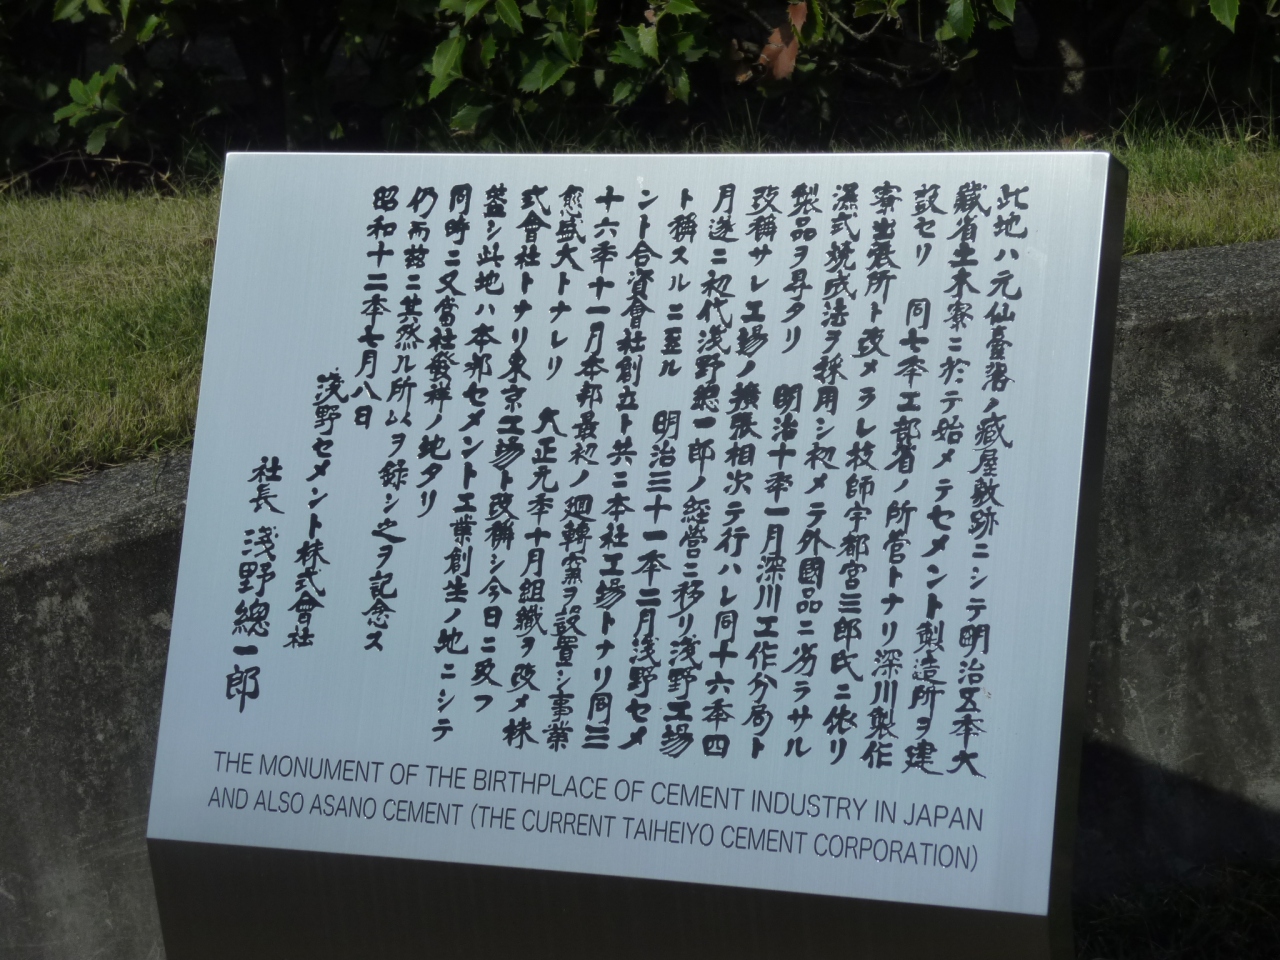 此地ハ元仙臺藩ノ蔵屋敷跡ニシテ明治五年大
蔵省土木寮ニ於テ始メテセメント製造所ヲ建
設セリ 同七年工部省ノ所管トナリ深川製作
寮出張所ト改メラレ技師宇都宮三郎氏ニ依リ
濕式焼成法ヲ採用シ初メテ外國品ニ劣ラサル
製品ヲ得タリ 明治十年一月深川工作分局ト
改稱サレ工場ノ擴張相次テ行ハレ同十六年四
月遂ニ初代浅野總一郎ノ經営ニ移リ浅野工場
ト稱スルニ至ル 明治三十一年二月浅野セメ
ント合資會社創立ト共ニ本社工場トナリ同三
十六年十一月本邦最初ノ廻轉窯ヲ設置シ事業
愈盛大トナレリ 大正元年十月組織ヲ改メ株
式會社トナリ東京工場ト改稱シ今日ニ致フ
蓋シ此地ハ本邦セメント工業創生ノ地ニシテ
同時ニ又當社發祥ノ地タリ
仍而茲ニ其然ル所以ヲ録シ之ヲ記念ス
昭和十二年七月八日
浅野セメント株式會社
社長 浅野總一郎
THE MONUMENT OF THE BIRTHPLACE OF CEMENT INDUSTRY IN JAPAN
AND ALSO ASANO CEMENT (THE CURRENT TAIHEIYO CEMENT CORPORATION)